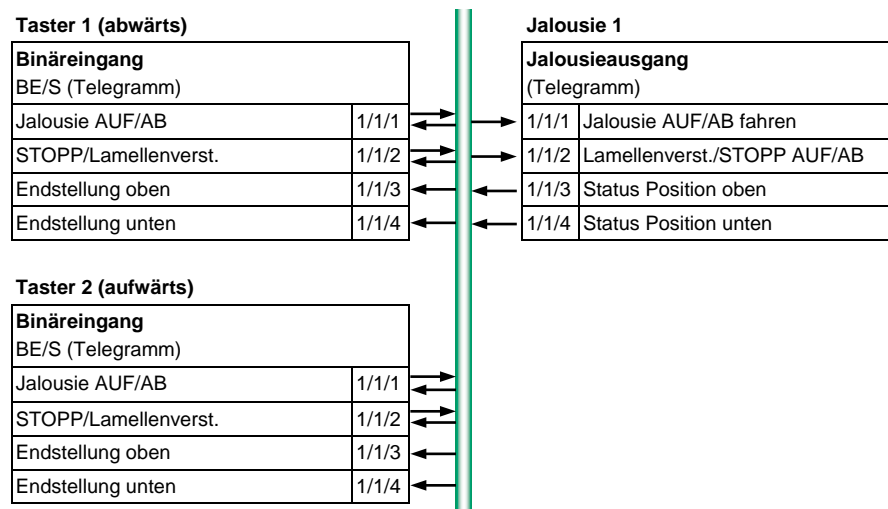 Taster 1 (abwärts)
Binäreingang
BE/S (Telegramm)
Jalousie AUF/AB 1/1/1
STOPP/Lamellenverst. 1/1/2
Endstellung oben 1/1/3
Endstellung unten 1/1/4
Jalousie 1
Jalousieausgang
(Telegramm)
1/1/1 Jalousie AUF/AB fahren
1/1/2 Lamellenverst./STOPP AUF/AB
1/1/3 Status Position oben
1/1/4 Status Position unten
Taster 2 (aufwärts)
Binäreingang
BE/S (Telegramm)
Jalousie AUF/AB 1/1/1
STOPP/Lamellenverst. 1/1/2
Endstellung oben 1/1/3
Endstellung unten 1/1/4